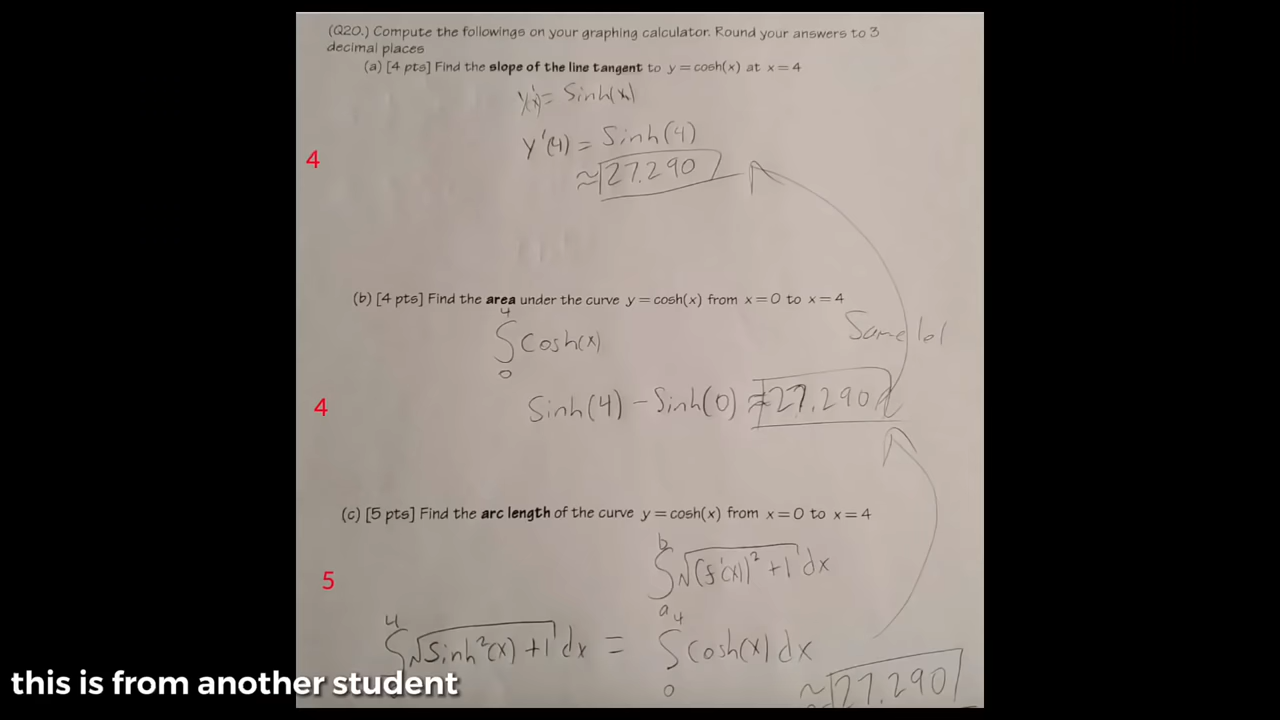 (Q20.) Compute the followings on your graphing calculator. Round your answers to 3
decimal places
(a) [4 pts] Find the slope of the line tangent to y = cosh(x) at x = 4
y'(x) = Sinh(x)
y'(4) = Sinh(4)
4
≈ 27.290
(b) [4 pts] Find the area under the curve y = cosh(x) from x = 0 to x = 4
∫₀⁴ Cosh(x)
Same lol
4
Sinh(4) - Sinh(0) ≈ 27.290
(c) [5 pts] Find the arc length of the curve y = cosh(x) from x = 0 to x = 4
∫ₐᵇ √(f'(x))² + 1 dx
5
∫⁴ √Sinh²(x) + 1 dx = ∫₀⁴ Cosh(x) dx
≈ 27.290
this is from another student